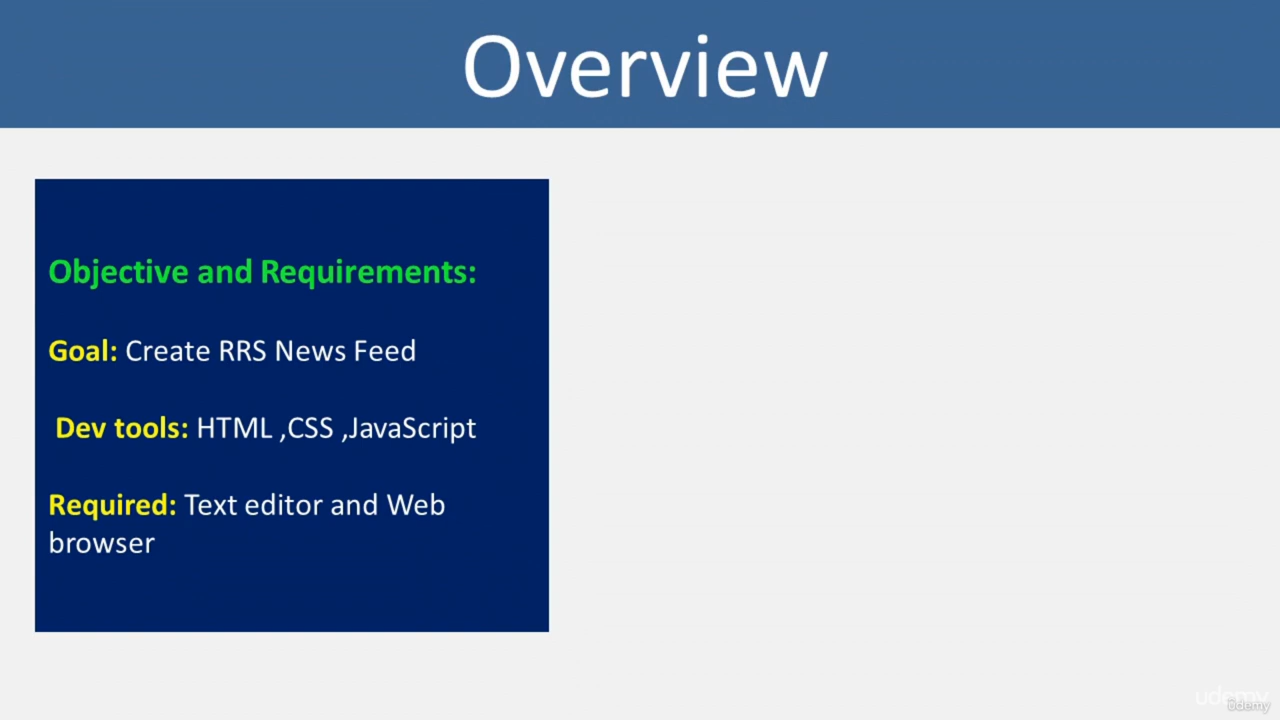 Overview
Objective and Requirements:
Goal: Create RRS News Feed
Dev tools: HTML ,CSS ,JavaScript
Required: Text editor and Web
browser
udemy
Udemy